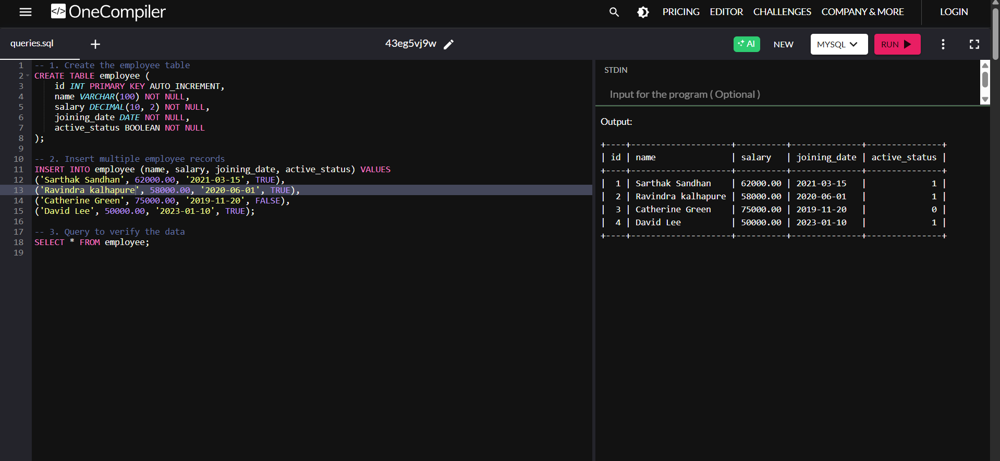 </> OneCompiler PRICING EDITOR CHALLENGES COMPANY & MORE LOGIN
queries.sql + 43eg5vj9w AI NEW MYSQL RUN
1 -- 1. Create the employee table
2 CREATE TABLE employee (
3     id INT PRIMARY KEY AUTO_INCREMENT,
4     name VARCHAR(100) NOT NULL,
5     salary DECIMAL(10, 2) NOT NULL,
6     joining_date DATE NOT NULL,
7     active_status BOOLEAN NOT NULL
8 );
9
10 -- 2. Insert multiple employee records
11 INSERT INTO employee (name, salary, joining_date, active_status) VALUES
12 ('Sarthak Sandhan', 62000.00, '2021-03-15', TRUE),
13 ('Ravindra kalhapure', 58000.00, '2020-06-01', TRUE),
14 ('Catherine Green', 75000.00, '2019-11-20', FALSE),
15 ('David Lee', 50000.00, '2023-01-10', TRUE);
16
17 -- 3. Query to verify the data
18 SELECT * FROM employee;
19
STDIN
Input for the program ( Optional )
Output:
+----+--------------------+----------+--------------+---------------+
| id | name               | salary   | joining_date | active_status |
+----+--------------------+----------+--------------+---------------+
|  1 | Sarthak Sandhan    | 62000.00 | 2021-03-15   |             1 |
|  2 | Ravindra kalhapure | 58000.00 | 2020-06-01   |             1 |
|  3 | Catherine Green    | 75000.00 | 2019-11-20   |             0 |
|  4 | David Lee          | 50000.00 | 2023-01-10   |             1 |
+----+--------------------+----------+--------------+---------------+